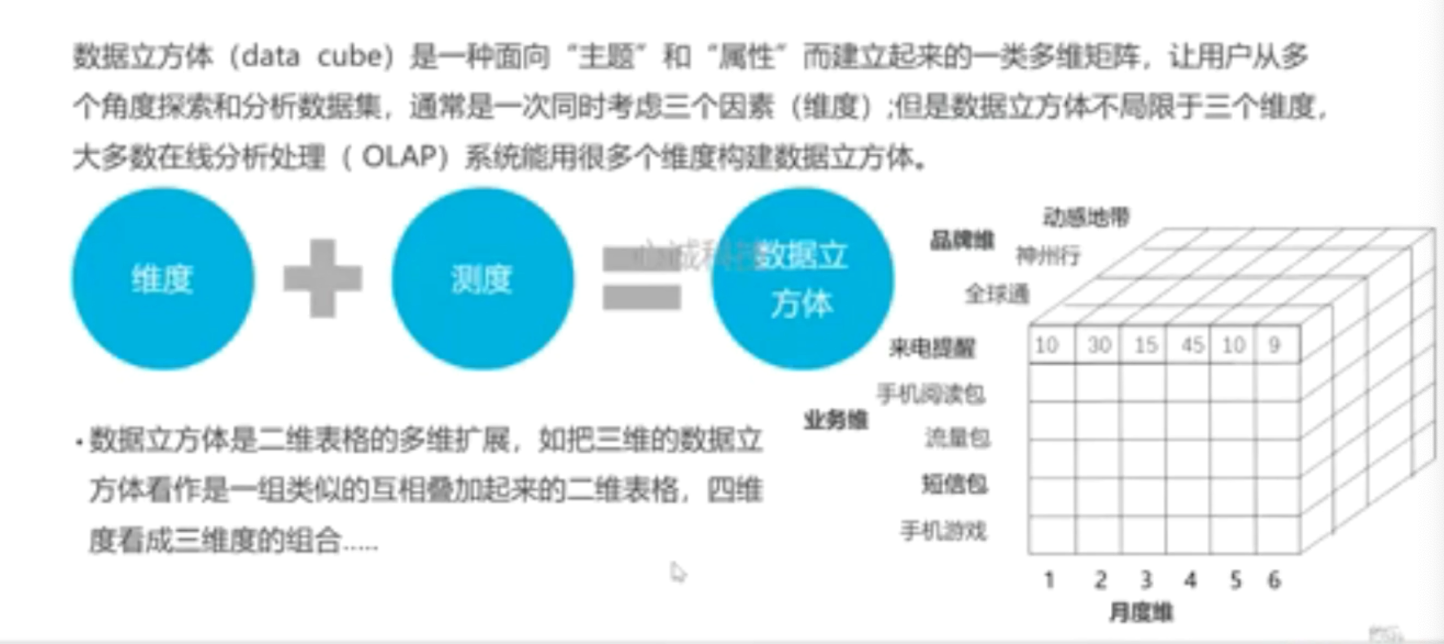 数据立方体（data cube）是一种面向“主题”和“属性”而建立起来的一类多维矩阵，让用户从多
个角度探索和分析数据集，通常是一次同时考虑三个因素（维度）;但是数据立方体不局限于三个维度，
大多数在线分析处理（ OLAP）系统能用很多个维度构建数据立方体。
维度
测度
心诚科技
数据立
方体
·数据立方体是二维表格的多维扩展，如把三维的数据立
方体看作是一组类似的互相叠加起来的二维表格，四维
度看成三维度的组合.....
品牌维
动感地带
神州行
全球通
业务维
来电提醒
手机阅读包
流量包
短信包
手机游戏
10 30 15 45 10 9
1 2 3 4 5 6
月度维